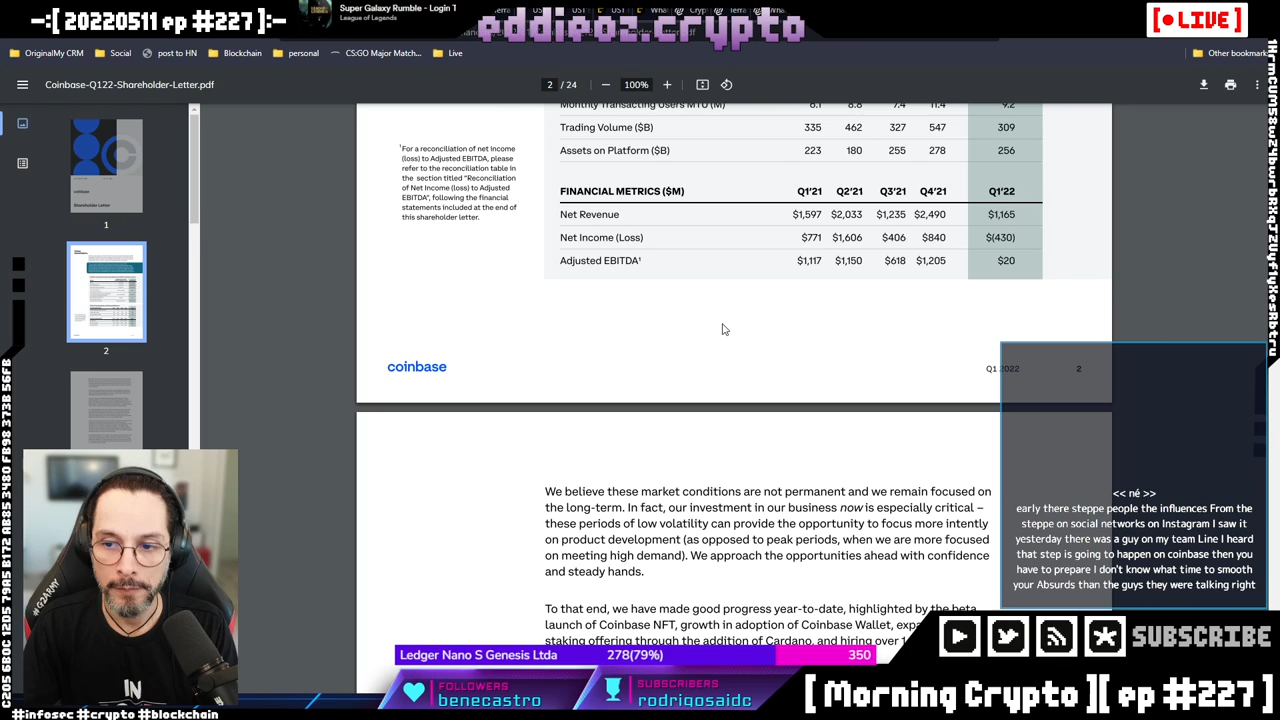 -:[ 20220511 ep #227 ]:-
Super Galaxy Rumble - Login T
League of Legends
eddieoz.crypto
[ LIVE ]
OriginalMy CRM
Social
post to HN
Blockchain
personal
CS:GO Major Match...
Live
Other bookmark
Coinbase-Q122-Shareholder-Letter.pdf
2 / 24
100%
Monthly Transacting Users MTU (M) 6.1 8.8 7.4 11.4 9.2
Trading Volume ($B) 335 462 327 547 309
Assets on Platform ($B) 223 180 255 278 256
FINANCIAL METRICS ($M) Q1'21 Q2'21 Q3'21 Q4'21 Q1'22
Net Revenue $1,597 $2,033 $1,235 $2,490 $1,165
Net Income (Loss) $771 $1,606 $406 $840 $(430)
Adjusted EBITDA¹ $1,117 $1,150 $618 $1,205 $20
¹For a reconciliation of net income
(loss) to Adjusted EBITDA, please
refer to the reconciliation table in
the section titled "Reconciliation
of Net Income (loss) to Adjusted
EBITDA", following the financial
statements included at the end of
this shareholder letter.
Shareholder Letter
1
2
coinbase
Q1 2022 2
We believe these market conditions are not permanent and we remain focused on
the long-term. In fact, our investment in our business now is especially critical –
these periods of low volatility can provide the opportunity to focus more intently
on product development (as opposed to peak periods, when we are more focused
on meeting high demand). We approach the opportunities ahead with confidence
and steady hands.
To that end, we have made good progress year-to-date, highlighted by the beta
launch of Coinbase NFT, growth in adoption of Coinbase Wallet,
staking offering through the addition of Cardano, and hiring over
<< né >>
early there steppe people the influences From the
steppe on social networks on Instagram I saw it
yesterday there was a guy on my team Line I heard
that step is going to happen on coinbase then you
have to prepare I don't know what time to smooth
your Absurds than the guys they were talking right
Ledger Nano S Genesis Ltda 278(79%) 350
FOLLOWERS
benecastro
SUBSCRIBERS
rodrigosaidc
SUBSCRIBE
[ Morning Crypto ][ ep #227 ]
#infosec #crypto #blockchain